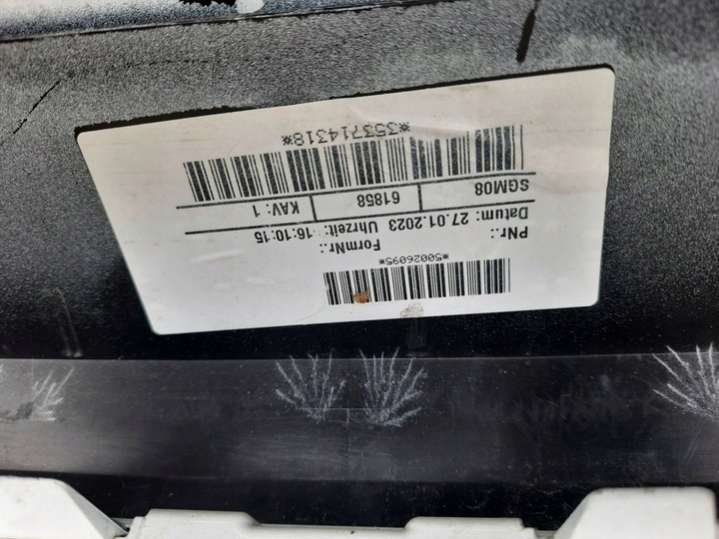 *50026095*
PNr.: FormNr.:
Datum: 27.01.2023 Uhrzeit: 16:10:15
SGM08 61858 KAV: 1
*353714318*